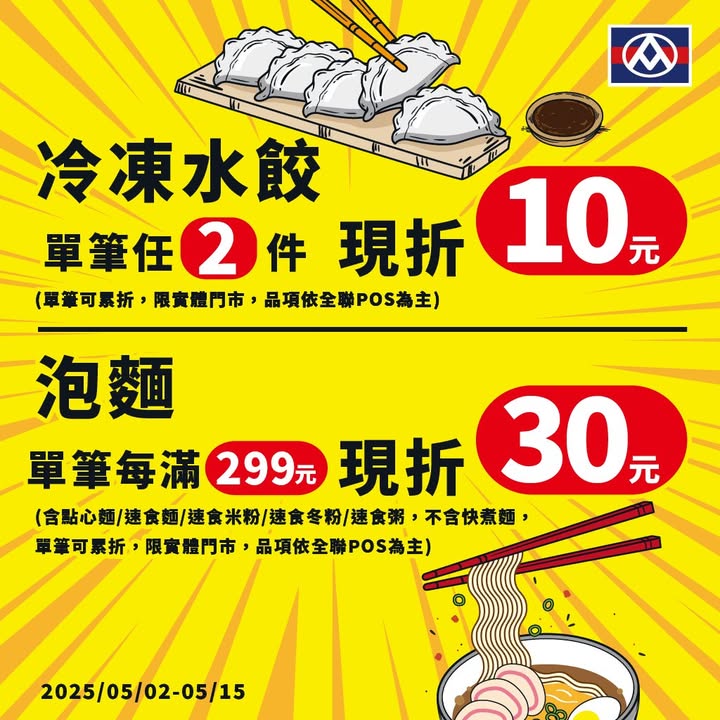 冷凍水餃
單筆任2件 現折10元
(單筆可累折，限實體門市，品項依全聯POS為主)
泡麵
單筆每滿299元現折30元
(含點心麵/速食麵/速食米粉/速食冬粉/速食粥，不含快煮麵，
單筆可累折，限實體門市，品項依全聯POS為主)
2025/05/02-05/15